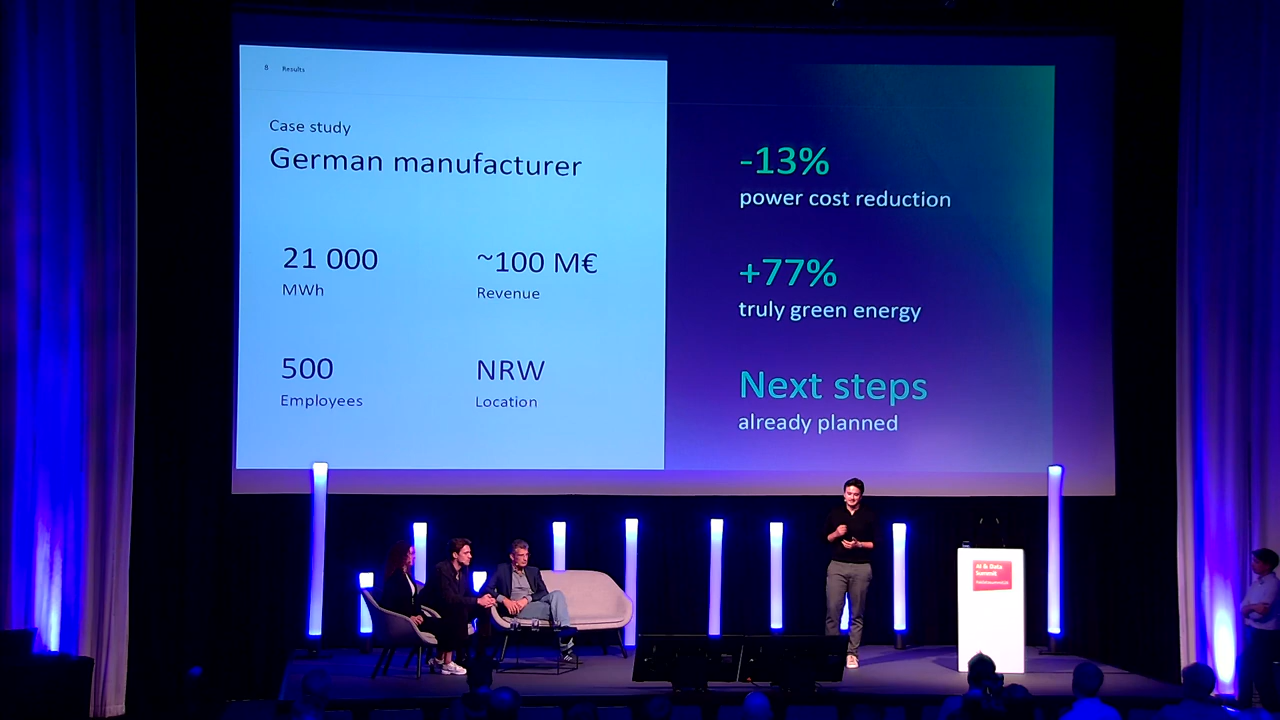 8 Results
Case study
German manufacturer
21 000
MWh
~100 M€
Revenue
500
Employees
NRW
Location
-13%
power cost reduction
+77%
truly green energy
Next steps
already planned
AI & Data
Summit